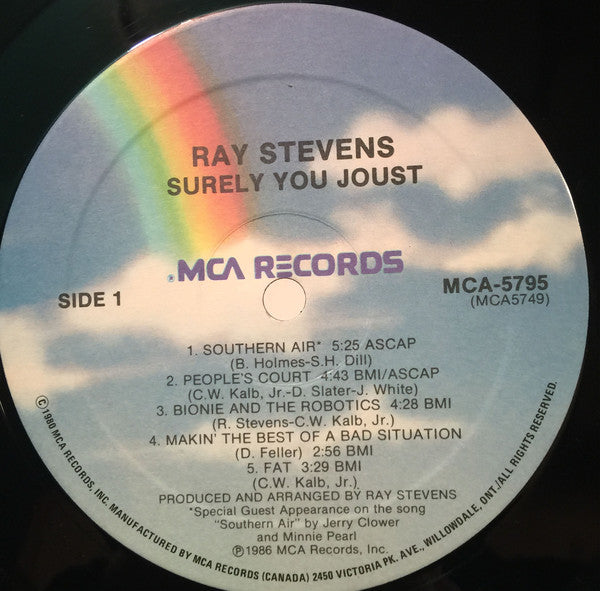 RAY STEVENS
SURELY YOU JOUST
®MCA RECORDS
SIDE 1
MCA-5795
(MCA5749)
1. SOUTHERN AIR* 5:25 ASCAP
(B. Holmes-S.H. Dill)
2. PEOPLE'S COURT 4:43 BMI/ASCAP
(C.W. Kalb, Jr.-D. Slater-J. White)
3. BIONIE AND THE ROBOTICS 4:28 BMI
(R. Stevens-C.W. Kalb, Jr.)
4. MAKIN' THE BEST OF A BAD SITUATION
(D. Feller) 2:56 BMI
5. FAT 3:29 BMI
(C.W. Kalb, Jr.)
PRODUCED AND ARRANGED BY RAY STEVENS
*Special Guest Appearance on the song
"Southern Air" by Jerry Clower
and Minnie Pearl
℗1986 MCA Records, Inc.
©1980 MCA RECORDS, INC. MANUFACTURED BY MCA RECORDS (CANADA) 2450 VICTORIA PK. AVE., WILLOWDALE, ONT./ALL RIGHTS RESERVED.